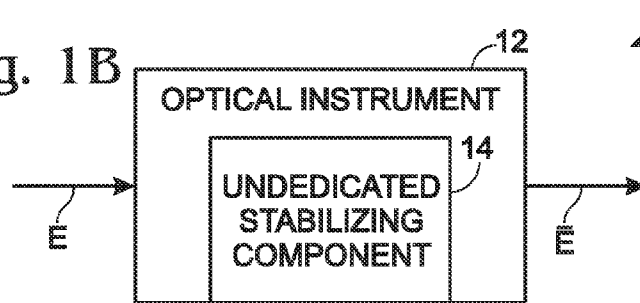 g. 1B
12
OPTICAL INSTRUMENT
14
UNDEDICATED
STABILIZING
COMPONENT
E
Ē